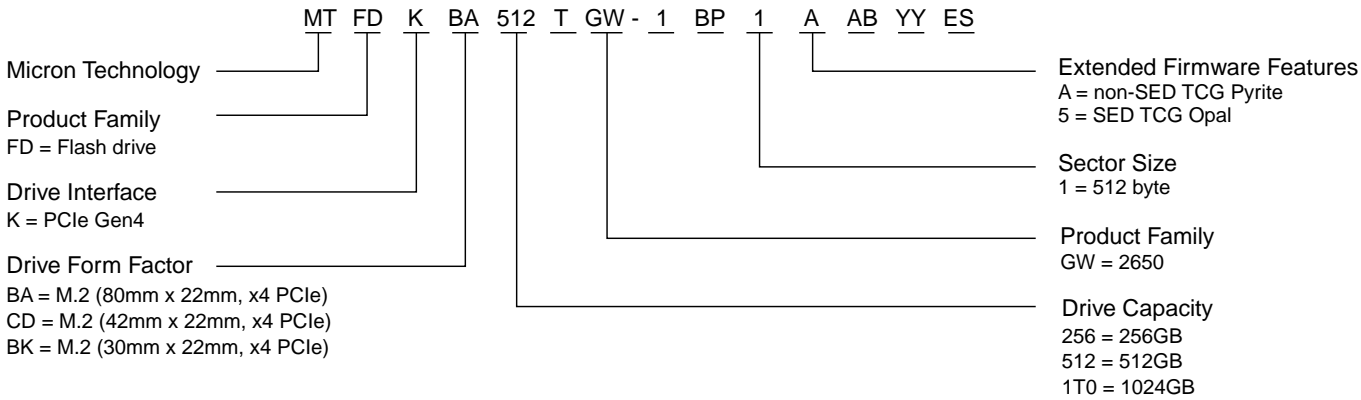 MT FD K BA 512 T GW - 1 BP 1 A AB YY ES
Micron Technology
Product Family
FD = Flash drive
Drive Interface
K = PCIe Gen4
Drive Form Factor
BA = M.2 (80mm x 22mm, x4 PCIe)
CD = M.2 (42mm x 22mm, x4 PCIe)
BK = M.2 (30mm x 22mm, x4 PCIe)
Extended Firmware Features
A = non-SED TCG Pyrite
5 = SED TCG Opal
Sector Size
1 = 512 byte
Product Family
GW = 2650
Drive Capacity
256 = 256GB
512 = 512GB
1T0 = 1024GB